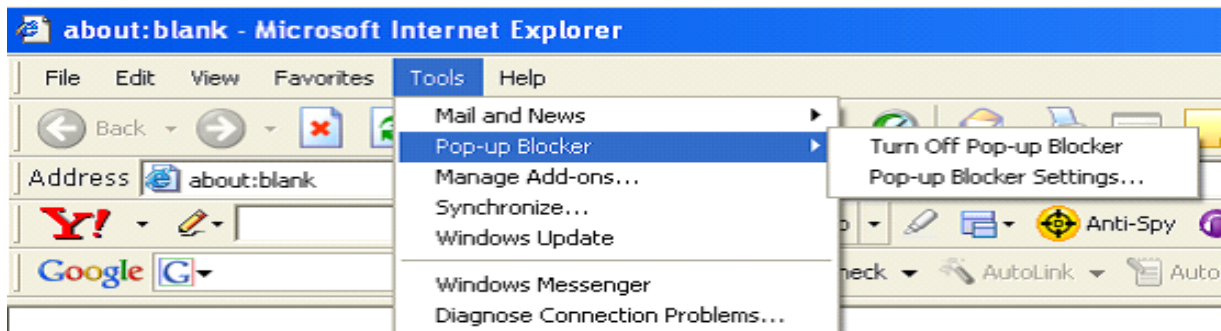 about:blank - Microsoft Internet Explorer
File Edit View Favorites Tools Help
Back
Mail and News
Pop-up Blocker
Turn Off Pop-up Blocker
Pop-up Blocker Settings...
Address about:blank
Manage Add-ons...
Synchronize...
Y! Anti-Spy
Windows Update
Google G AutoLink Auto
Windows Messenger
Diagnose Connection Problems...